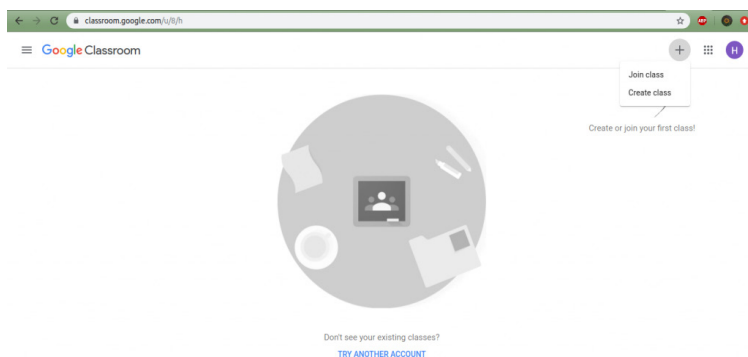 classroom.google.com/u/0/h
Google Classroom
H
Join class
Create class
Create or join your first class!
Don't see your existing classes?
TRY ANOTHER ACCOUNT